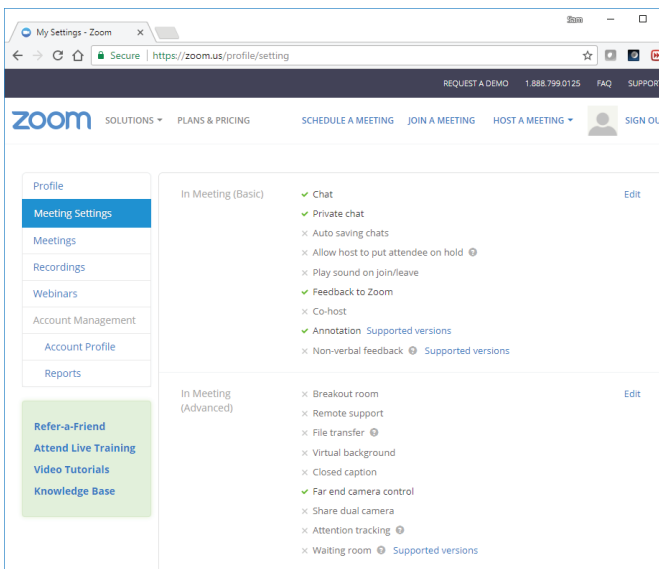 My Settings - Zoom
Secure https://zoom.us/profile/setting
REQUEST A DEMO 1.888.799.0125 FAQ SUPPORT
zoom SOLUTIONS PLANS & PRICING SCHEDULE A MEETING JOIN A MEETING HOST A MEETING SIGN OU
Profile
Meeting Settings
Meetings
Recordings
Webinars
Account Management
Account Profile
Reports
Refer-a-Friend
Attend Live Training
Video Tutorials
Knowledge Base
In Meeting (Basic)
Chat
Edit
Private chat
Auto saving chats
Allow host to put attendee on hold
Play sound on join/leave
Feedback to Zoom
Co-host
Annotation Supported versions
Non-verbal feedback Supported versions
In Meeting
(Advanced)
Breakout room
Edit
Remote support
File transfer
Virtual background
Closed caption
Far end camera control
Share dual camera
Attention tracking
Waiting room Supported versions